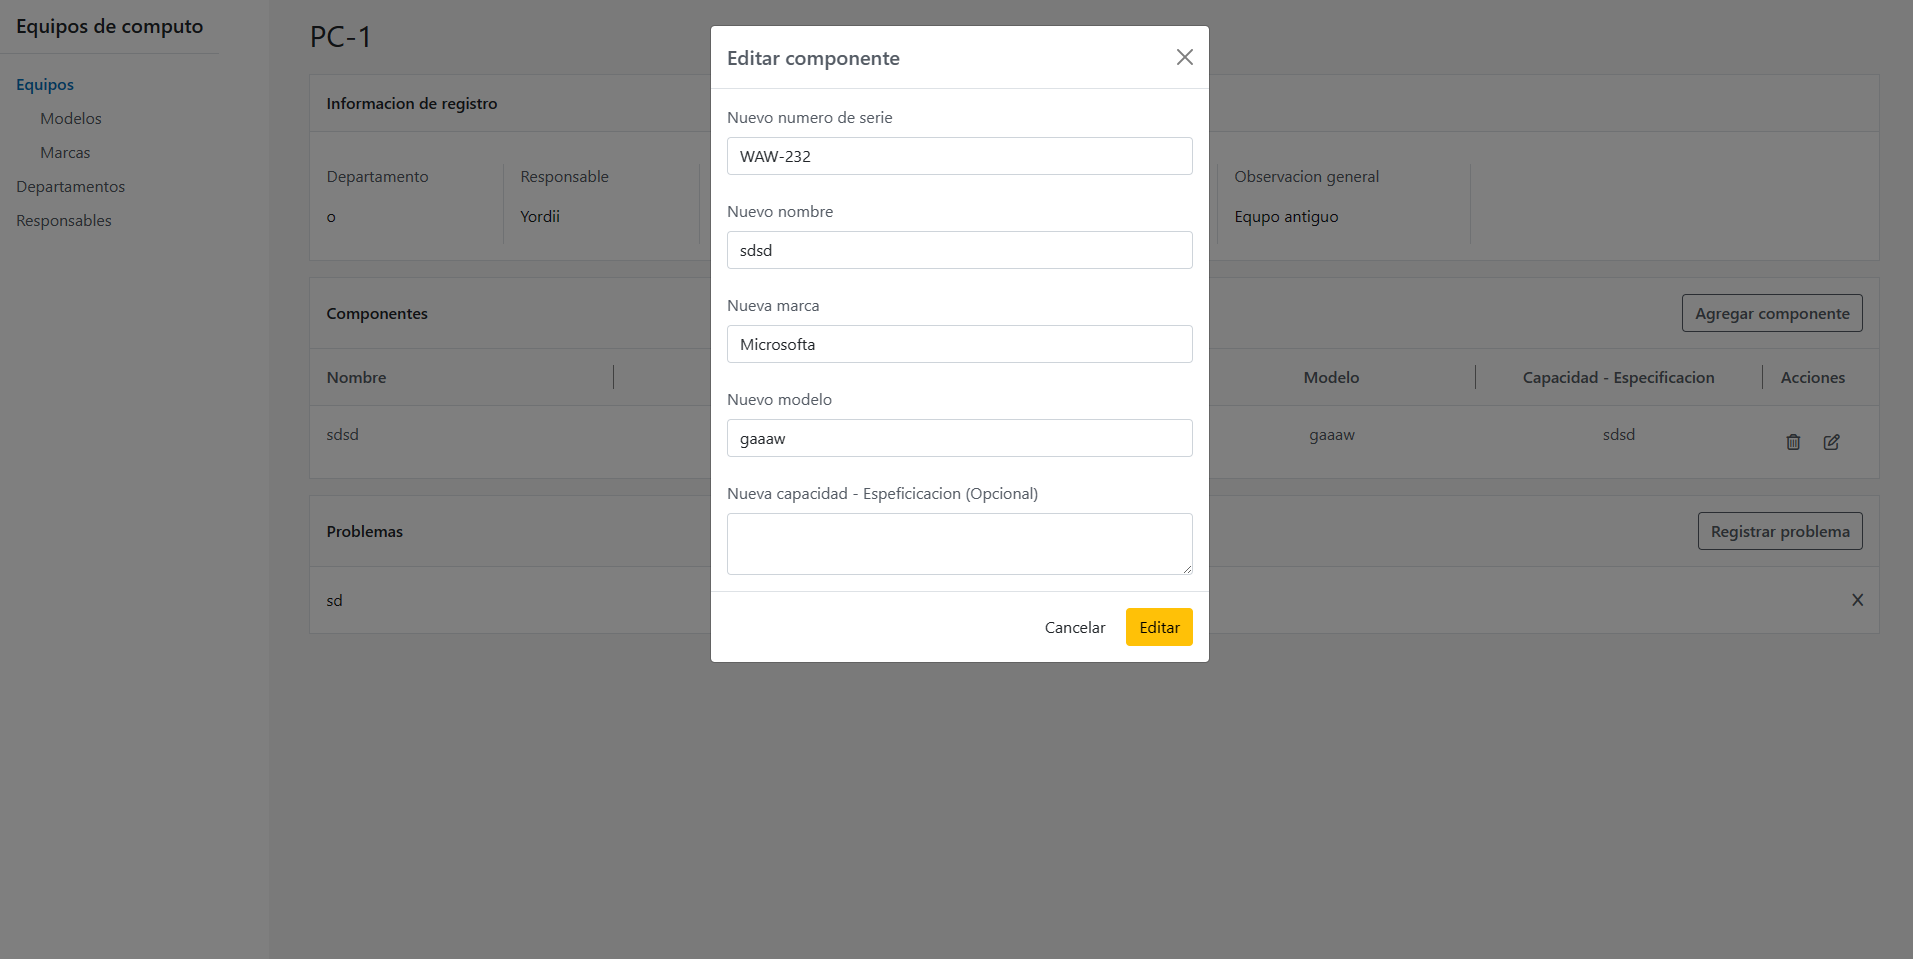 Equipos de computo
Equipos
Modelos
Marcas
Departamentos
Responsables
PC-1
Informacion de registro
Departamento
o
Responsable
Yordii
Observacion general
Equpo antiguo
Componentes
Agregar componente
Nombre
Modelo
Capacidad - Especificacion
Acciones
sdsd
gaaaw
sdsd
Problemas
Registrar problema
sd
X
Editar componente
Nuevo numero de serie
WAW-232
Nuevo nombre
sdsd
Nueva marca
Microsofta
Nuevo modelo
gaaaw
Nueva capacidad - Espeficicacion (Opcional)
Cancelar
Editar